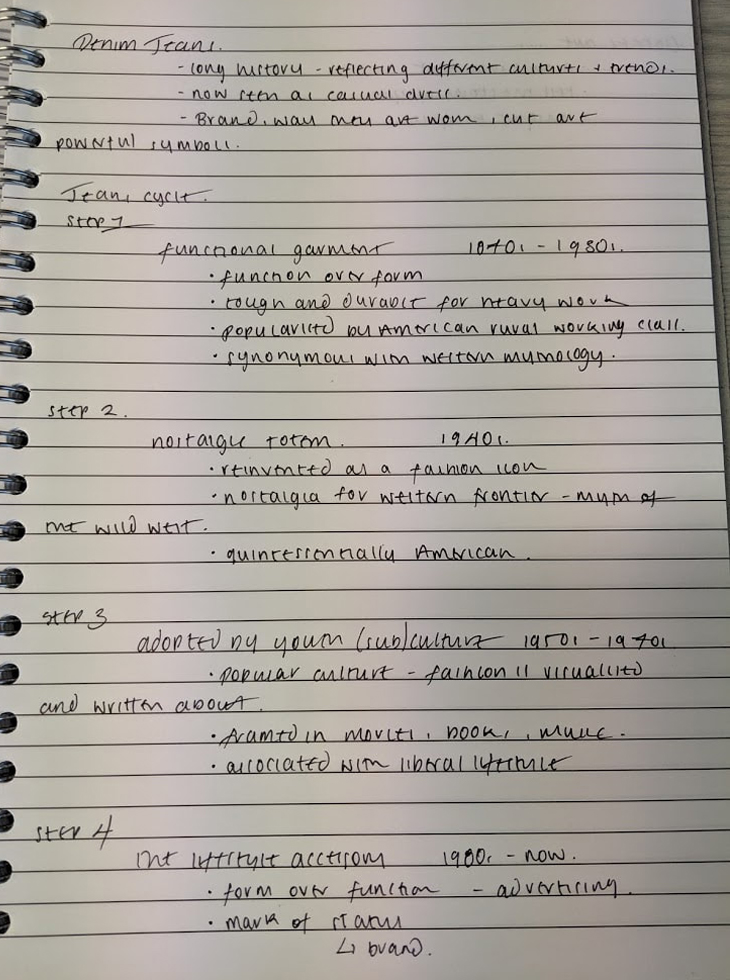 Denim Jeans.
- long history - reflecting different cultures + trends.
- now seen as casual dress.
- Brand, way they are worn, cut are
powerful symbols.
Jeans cycle.
Step 1
functional garment 1870s - 1930s.
• function over form
• tough and durable for heavy work
• popularised by American rural working class.
• synonymous with western mythology.
step 2.
nostalgic totem. 1940s.
• reinvented as a fashion icon
• nostalgia for western frontier - myth of
the wild west.
• quintessentially American.
step 3
adopted by youth (sub)culture 1950s - 1970s
• popular culture - fashion is visualised
and written about.
• framed in movies, books, music.
• associated with liberal lifestyle
step 4
the lifestyle accessory 1980s - now.
• form over function - advertising.
• mark of status
↳ brand.